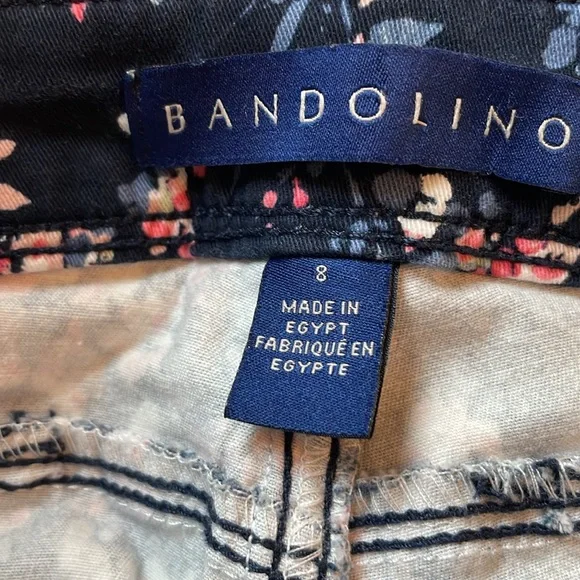 BANDOLINO
8
MADE IN
EGYPT
FABRIQUÉ EN
EGYPTE